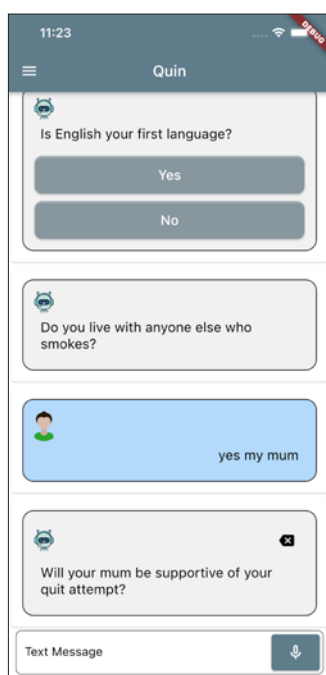 11:23
DEBUG
Quin
Is English your first language?
Yes
No
Do you live with anyone else who
smokes?
yes my mum
Will your mum be supportive of your
quit attempt?
Text Message